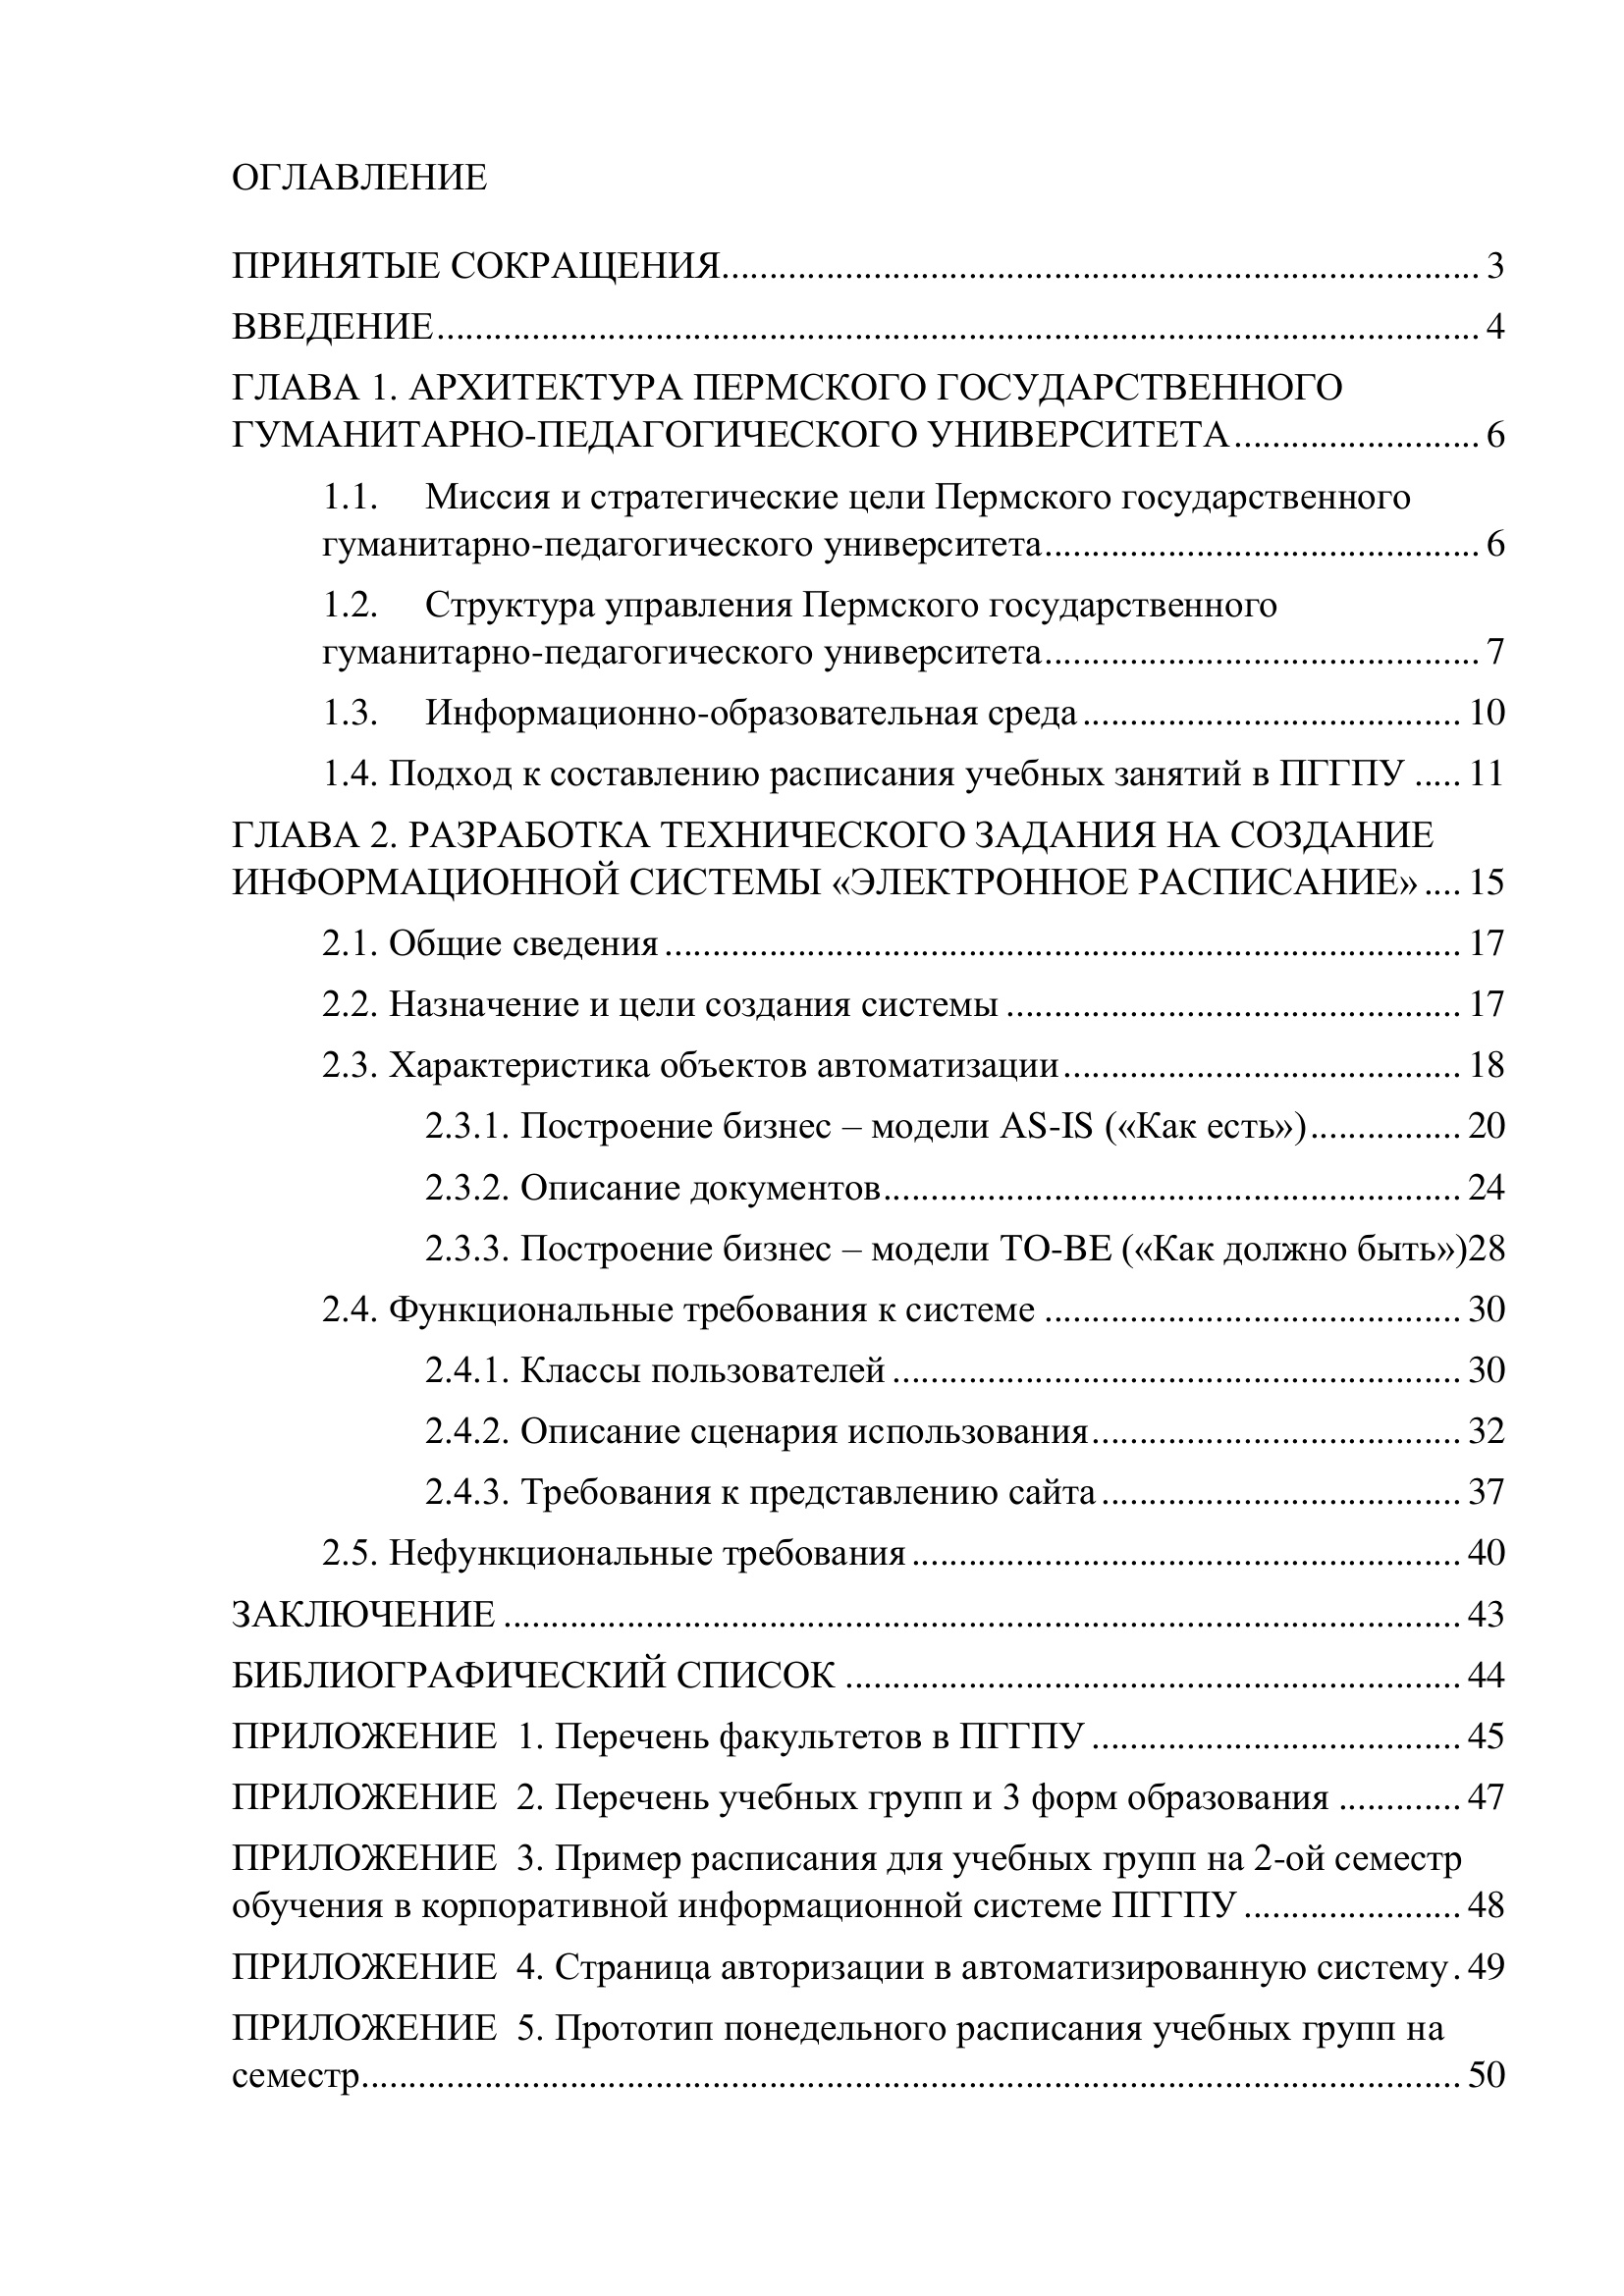 ОГЛАВЛЕНИЕ
ПРИНЯТЫЕ СОКРАЩЕНИЯ................................................................................ 3
ВВЕДЕНИЕ.............................................................................................................. 4
ГЛАВА 1. АРХИТЕКТУРА ПЕРМСКОГО ГОСУДАРСТВЕННОГО
ГУМАНИТАРНО-ПЕДАГОГИЧЕСКОГО УНИВЕРСИТЕТА.......................... 6
1.1. Миссия и стратегические цели Пермского государственного
гуманитарно-педагогического университета.............................................. 6
1.2. Структура управления Пермского государственного
гуманитарно-педагогического университета.............................................. 7
1.3. Информационно-образовательная среда........................................ 10
1.4. Подход к составлению расписания учебных занятий в ПГГПУ ..... 11
ГЛАВА 2. РАЗРАБОТКА ТЕХНИЧЕСКОГО ЗАДАНИЯ НА СОЗДАНИЕ
ИНФОРМАЦИОННОЙ СИСТЕМЫ «ЭЛЕКТРОННОЕ РАСПИСАНИЕ» .... 15
2.1. Общие сведения .................................................................................... 17
2.2. Назначение и цели создания системы ................................................ 17
2.3. Характеристика объектов автоматизации.......................................... 18
2.3.1. Построение бизнес – модели AS-IS («Как есть»)................ 20
2.3.2. Описание документов............................................................. 24
2.3.3. Построение бизнес – модели TO-BE («Как должно быть»)28
2.4. Функциональные требования к системе ............................................ 30
2.4.1. Классы пользователей ............................................................ 30
2.4.2. Описание сценария использования....................................... 32
2.4.3. Требования к представлению сайта...................................... 37
2.5. Нефункциональные требования.......................................................... 40
ЗАКЛЮЧЕНИЕ ..................................................................................................... 43
БИБЛИОГРАФИЧЕСКИЙ СПИСОК ................................................................. 44
ПРИЛОЖЕНИЕ 1. Перечень факультетов в ПГГПУ ....................................... 45
ПРИЛОЖЕНИЕ 2. Перечень учебных групп и 3 форм образования ............. 47
ПРИЛОЖЕНИЕ 3. Пример расписания для учебных групп на 2-ой семестр
обучения в корпоративной информационной системе ПГГПУ ....................... 48
ПРИЛОЖЕНИЕ 4. Страница авторизации в автоматизированную систему. 49
ПРИЛОЖЕНИЕ 5. Прототип понедельного расписания учебных групп на
семестр.................................................................................................................... 50